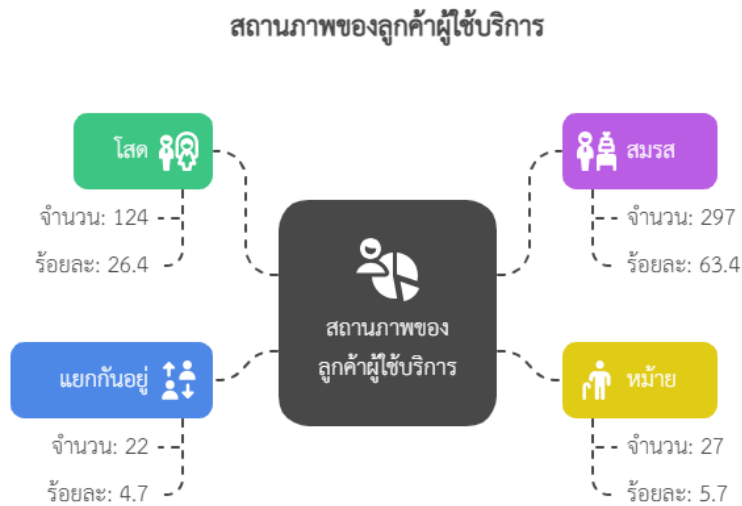 สถานภาพของลูกค้าผู้ใช้บริการ
โสด
จำนวน: 124
ร้อยละ: 26.4
สมรส
จำนวน: 297
ร้อยละ: 63.4
สถานภาพของ
ลูกค้าผู้ใช้บริการ
แยกกันอยู่
จำนวน: 22
ร้อยละ: 4.7
หม้าย
จำนวน: 27
ร้อยละ: 5.7